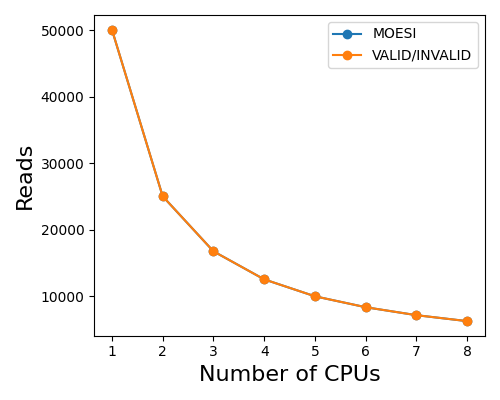 MOESI
VALID/INVALID
50000
40000
30000
20000
10000
Reads
1 2 3 4 5 6 7 8
Number of CPUs